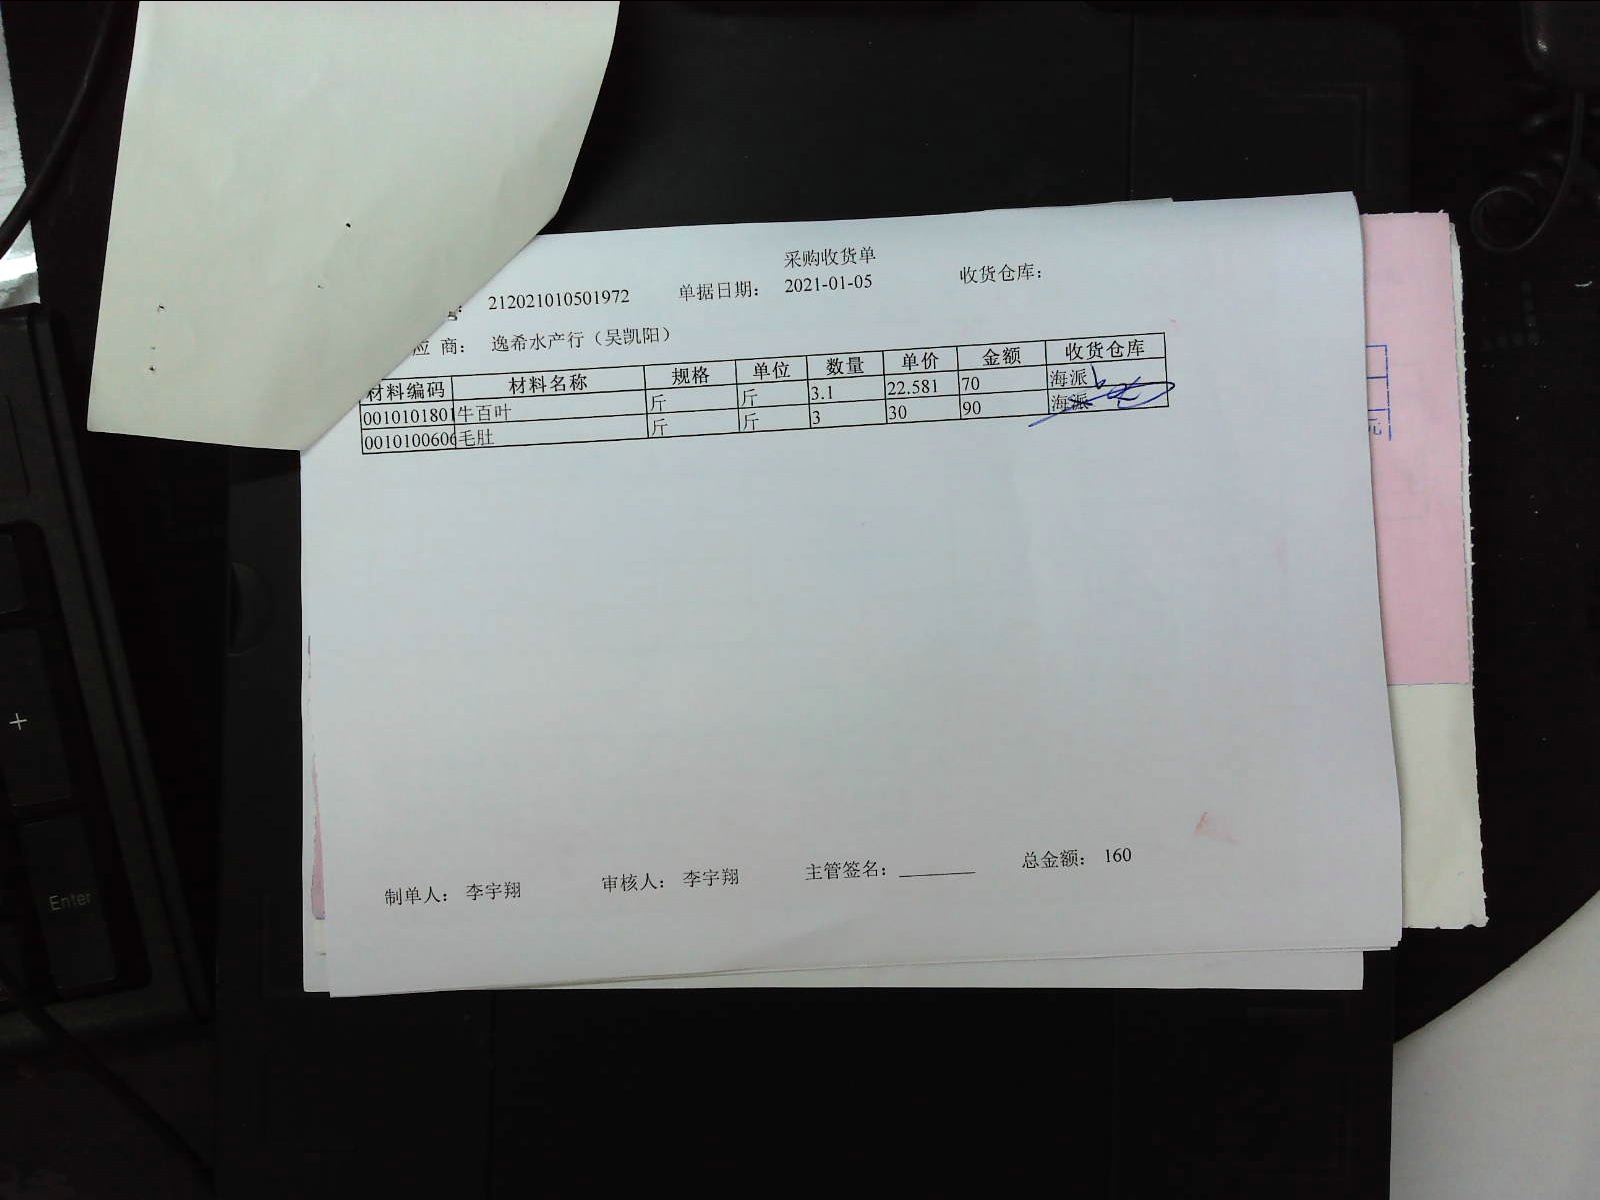 采购收货单
212021010501972 单据日期: 2021-01-05 收货仓库:
应 商: 逸希水产行（吴凯阳）
材料编码 材料名称 规格 单位 数量 单价 金额 收货仓库
0010101801 牛百叶 斤 斤 3.1 22.581 70 海派
0010100606 毛肚 斤 斤 3 30 90 海派
制单人: 李宇翔 审核人: 李宇翔 主管签名: ________ 总金额: 160
+
Enter